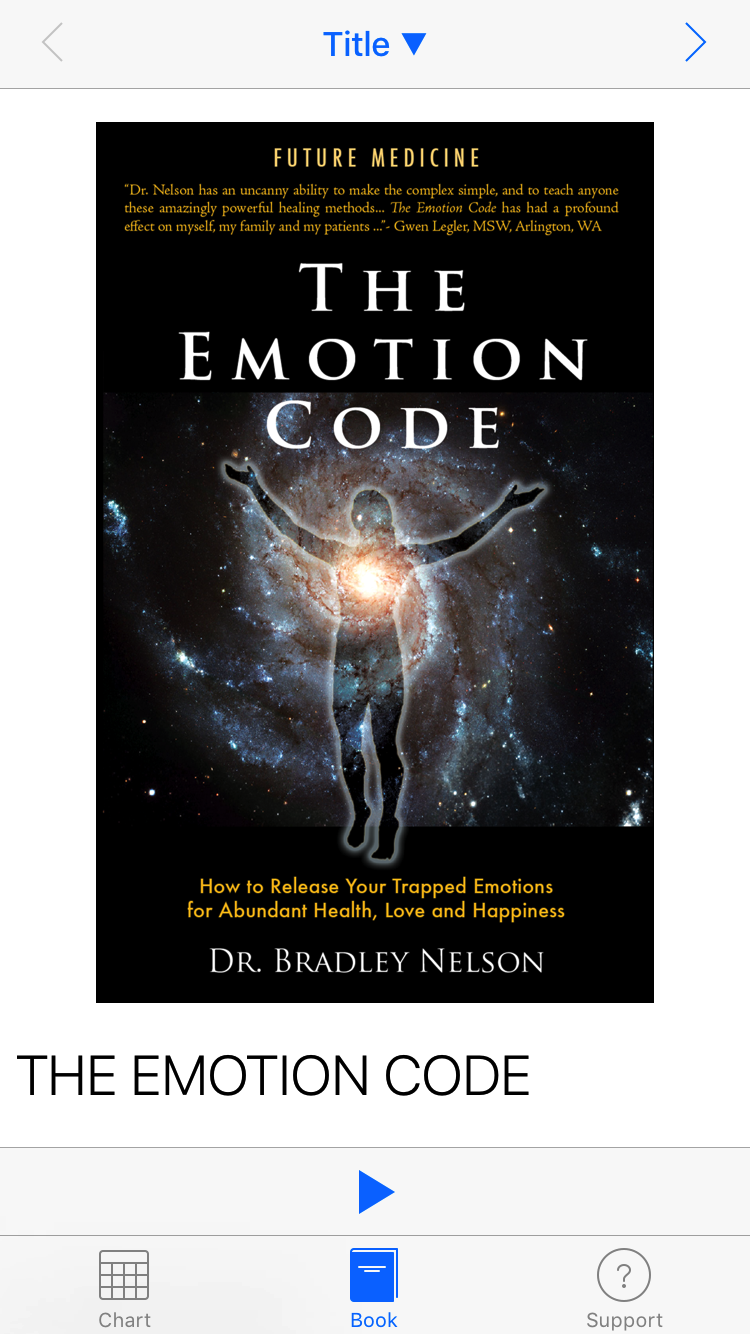 Title ▼
FUTURE MEDICINE
“Dr. Nelson has an uncanny ability to make the complex simple, and to teach anyone
these amazingly powerful healing methods... The Emotion Code has had a profound
effect on myself, my family and my patients ...”- Gwen Legler, MSW, Arlington, WA
THE
EMOTION
CODE
How to Release Your Trapped Emotions
for Abundant Health, Love and Happiness
DR. BRADLEY NELSON
THE EMOTION CODE
Chart
Book
? Support